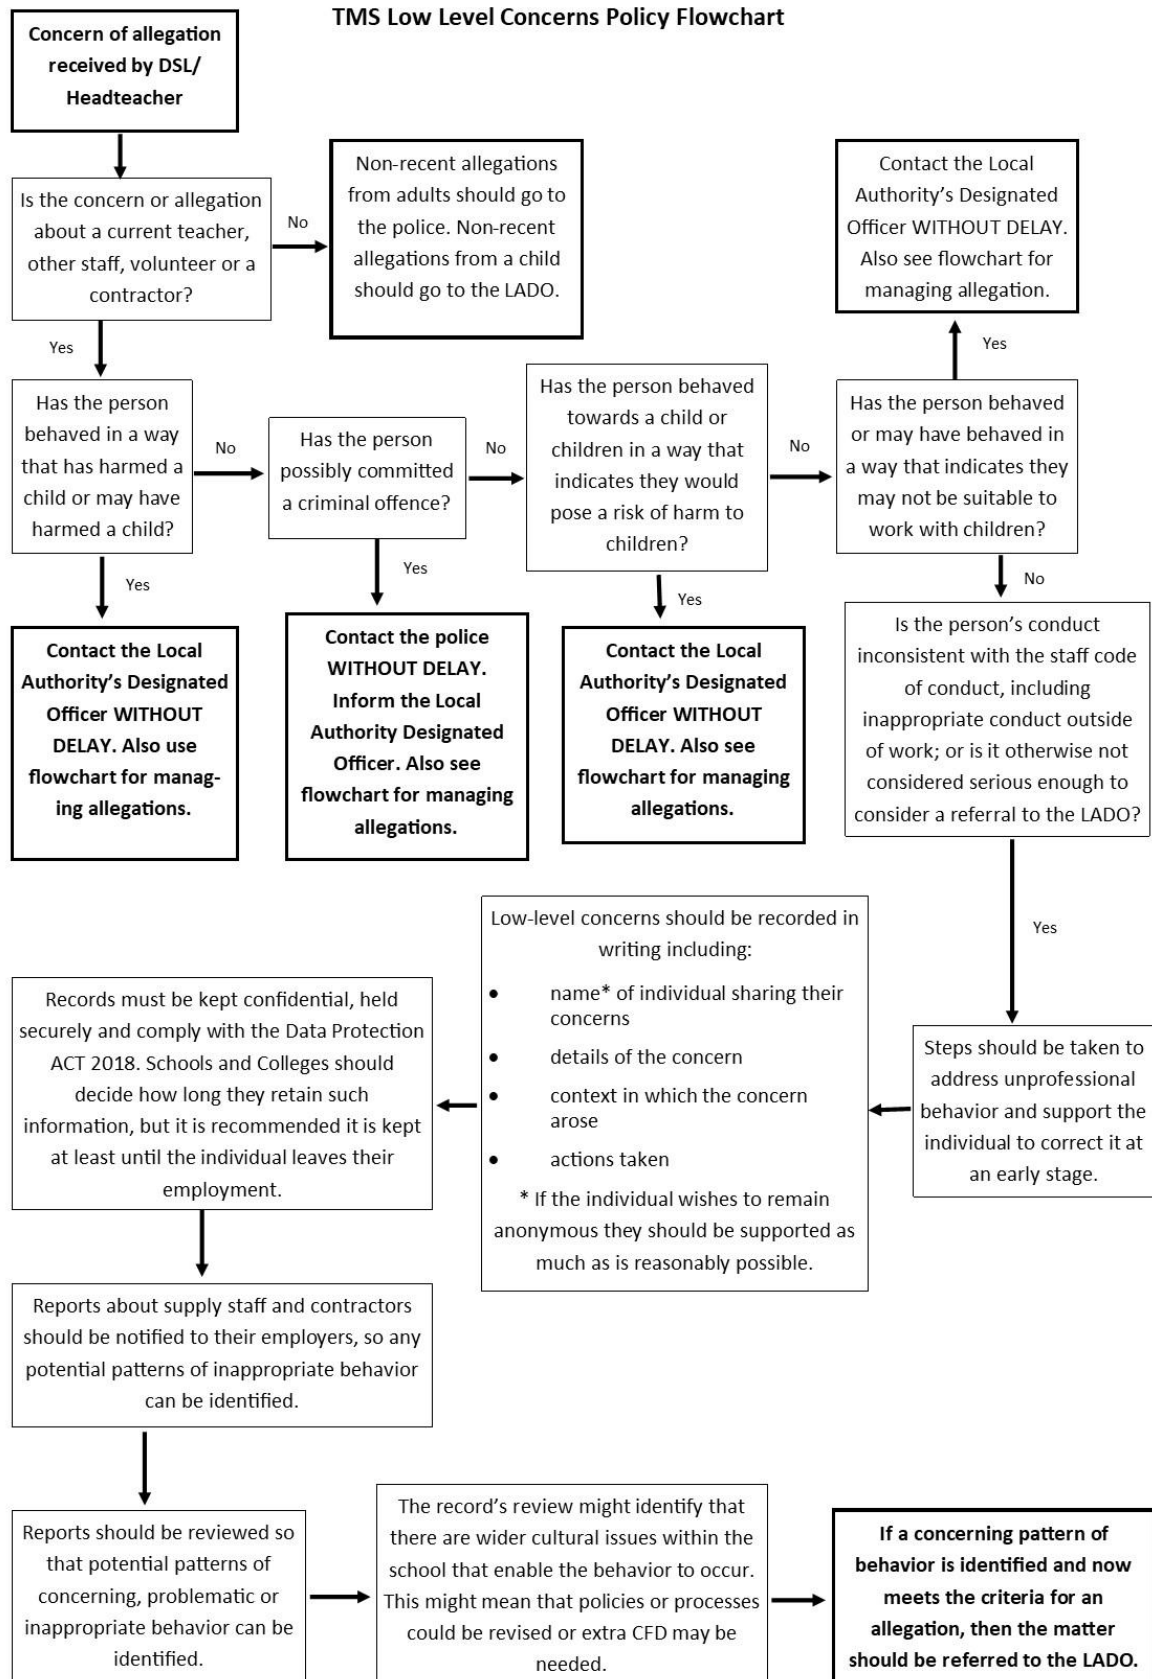 TMS Low Level Concerns Policy Flowchart
Concern of allegation
received by DSL/
Headteacher
Is the concern or allegation
about a current teacher,
other staff, volunteer or a
contractor?
No
Non-recent allegations
from adults should go to
the police. Non-recent
allegations from a child
should go to the LADO.
Contact the Local
Authority’s Designated
Officer WITHOUT DELAY.
Also see flowchart for
managing allegation.
Yes
Yes
Has the person
behaved in a way
that has harmed a
child or may have
harmed a child?
No
Has the person
possibly committed
a criminal offence?
No
Has the person behaved
towards a child or
children in a way that
indicates they would
pose a risk of harm to
children?
No
Has the person behaved
or may have behaved in
a way that indicates they
may not be suitable to
work with children?
Yes
Yes
Yes
No
Contact the Local
Authority’s Designated
Officer WITHOUT
DELAY. Also use
flowchart for manag-
ing allegations.
Contact the police
WITHOUT DELAY.
Inform the Local
Authority Designated
Officer. Also see
flowchart for managing
allegations.
Contact the Local
Authority’s Designated
Officer WITHOUT
DELAY. Also see
flowchart for managing
allegations.
Is the person’s conduct
inconsistent with the staff code
of conduct, including
inappropriate conduct outside
of work; or is it otherwise not
considered serious enough to
consider a referral to the LADO?
Yes
Steps should be taken to
address unprofessional
behavior and support the
individual to correct it at
an early stage.
Low-level concerns should be recorded in
writing including:
• name* of individual sharing their
concerns
• details of the concern
• context in which the concern
arose
• actions taken
* If the individual wishes to remain
anonymous they should be supported as
much as is reasonably possible.
Records must be kept confidential, held
securely and comply with the Data Protection
ACT 2018. Schools and Colleges should
decide how long they retain such
information, but it is recommended it is kept
at least until the individual leaves their
employment.
Reports about supply staff and contractors
should be notified to their employers, so any
potential patterns of inappropriate behavior
can be identified.
Reports should be reviewed so
that potential patterns of
concerning, problematic or
inappropriate behavior can be
identified.
The record’s review might identify that
there are wider cultural issues within the
school that enable the behavior to occur.
This might mean that policies or processes
could be revised or extra CFD may be
needed.
If a concerning pattern of
behavior is identified and now
meets the criteria for an
allegation, then the matter
should be referred to the LADO.